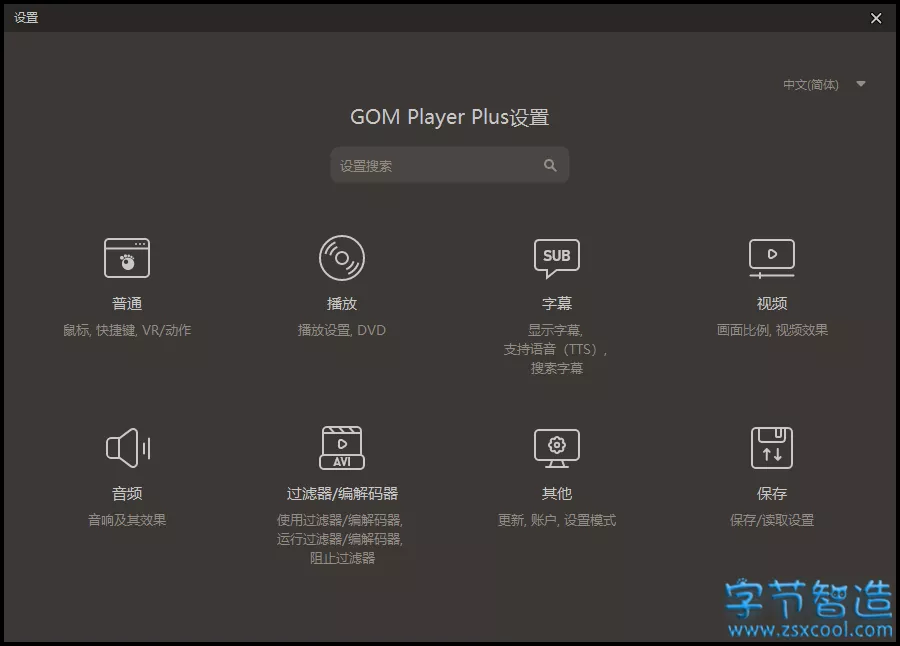 设置
中文(简体)
GOM Player Plus设置
设置搜索
SUB
普通
播放
字幕
视频
鼠标, 快捷键, VR/动作
播放设置, DVD
显示字幕,
支持语音（TTS）,
搜索字幕
画面比例, 视频效果
AVI
音频
过滤器/编解码器
其他
保存
音响及其效果
使用过滤器/编解码器,
运行过滤器/编解码器,
阻止过滤器
更新, 账户, 设置模式
保存/读取设置
字节智造
www.zsxcool.com